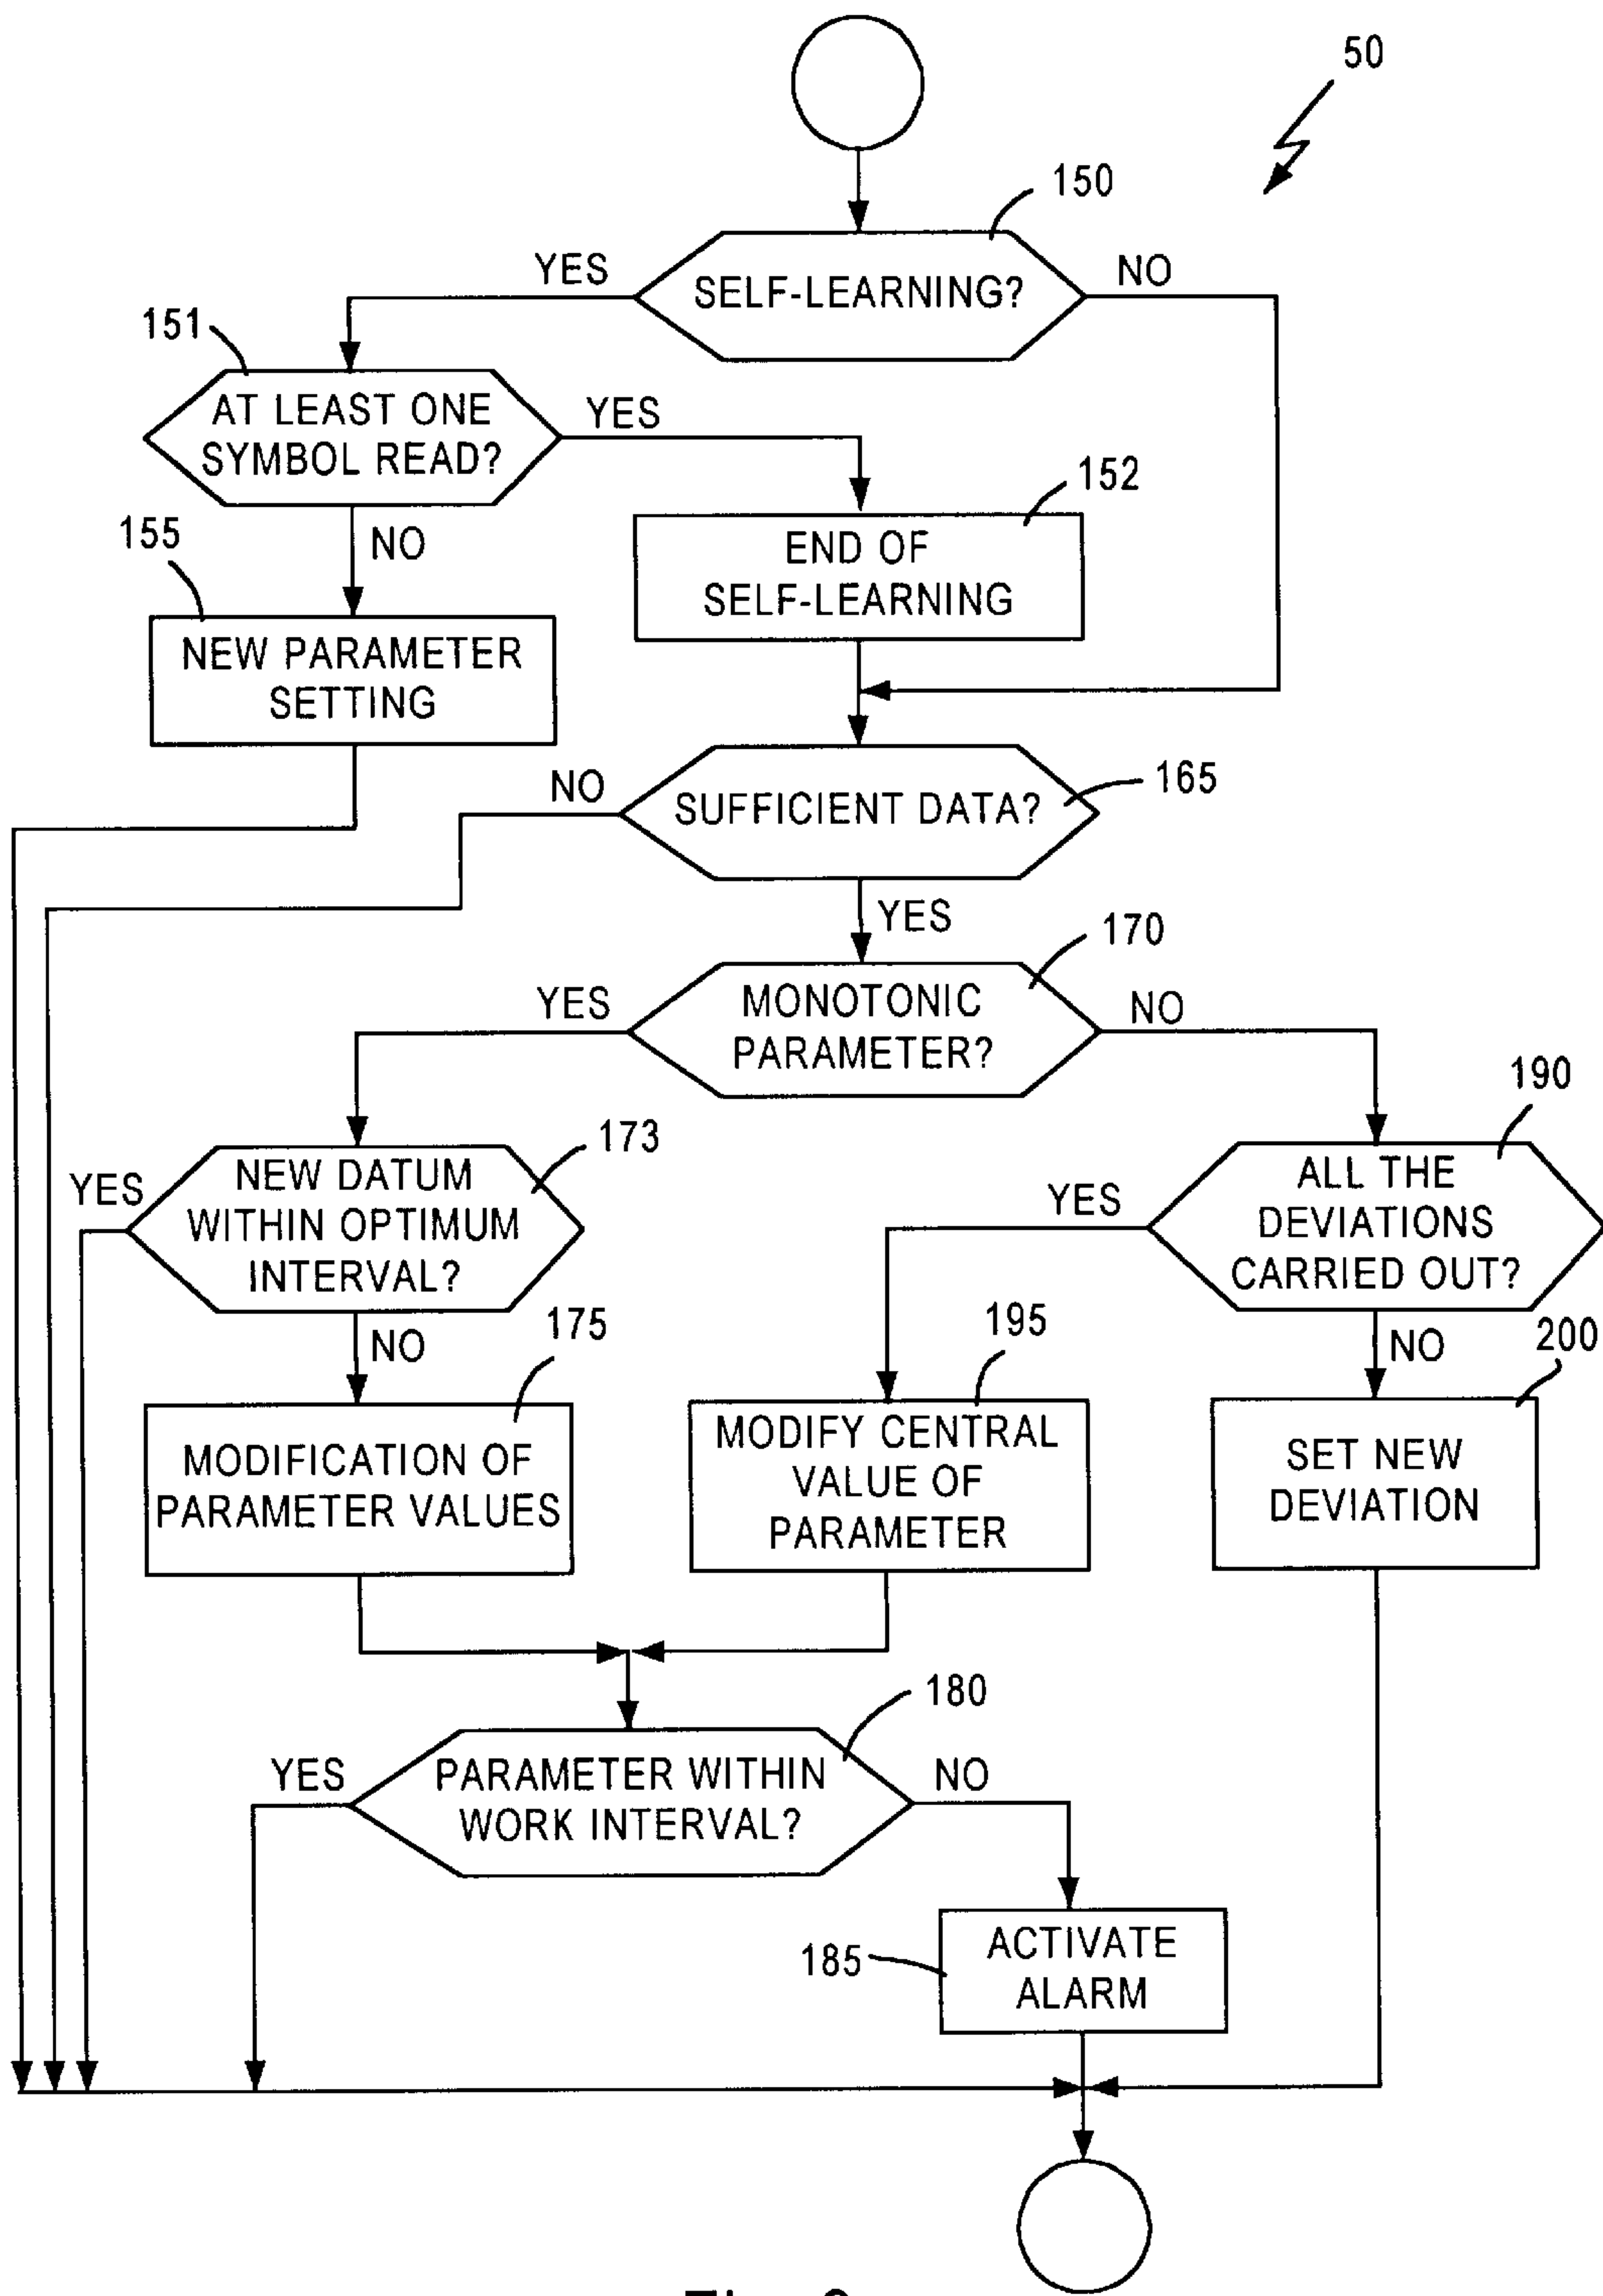 50
150
YES
SELF-LEARNING?
NO
151
AT LEAST ONE
SYMBOL READ?
YES
152
155
NO
END OF
SELF-LEARNING
NEW PARAMETER
SETTING
NO
SUFFICIENT DATA?
165
YES
170
YES
MONOTONIC
PARAMETER?
NO
190
173
YES
NEW DATUM
WITHIN OPTIMUM
INTERVAL?
YES
ALL THE
DEVIATIONS
CARRIED OUT?
NO
175
195
NO
200
MODIFICATION OF
PARAMETER VALUES
MODIFY CENTRAL
VALUE OF
PARAMETER
SET NEW
DEVIATION
180
YES
PARAMETER WITHIN
WORK INTERVAL?
NO
185
ACTIVATE
ALARM